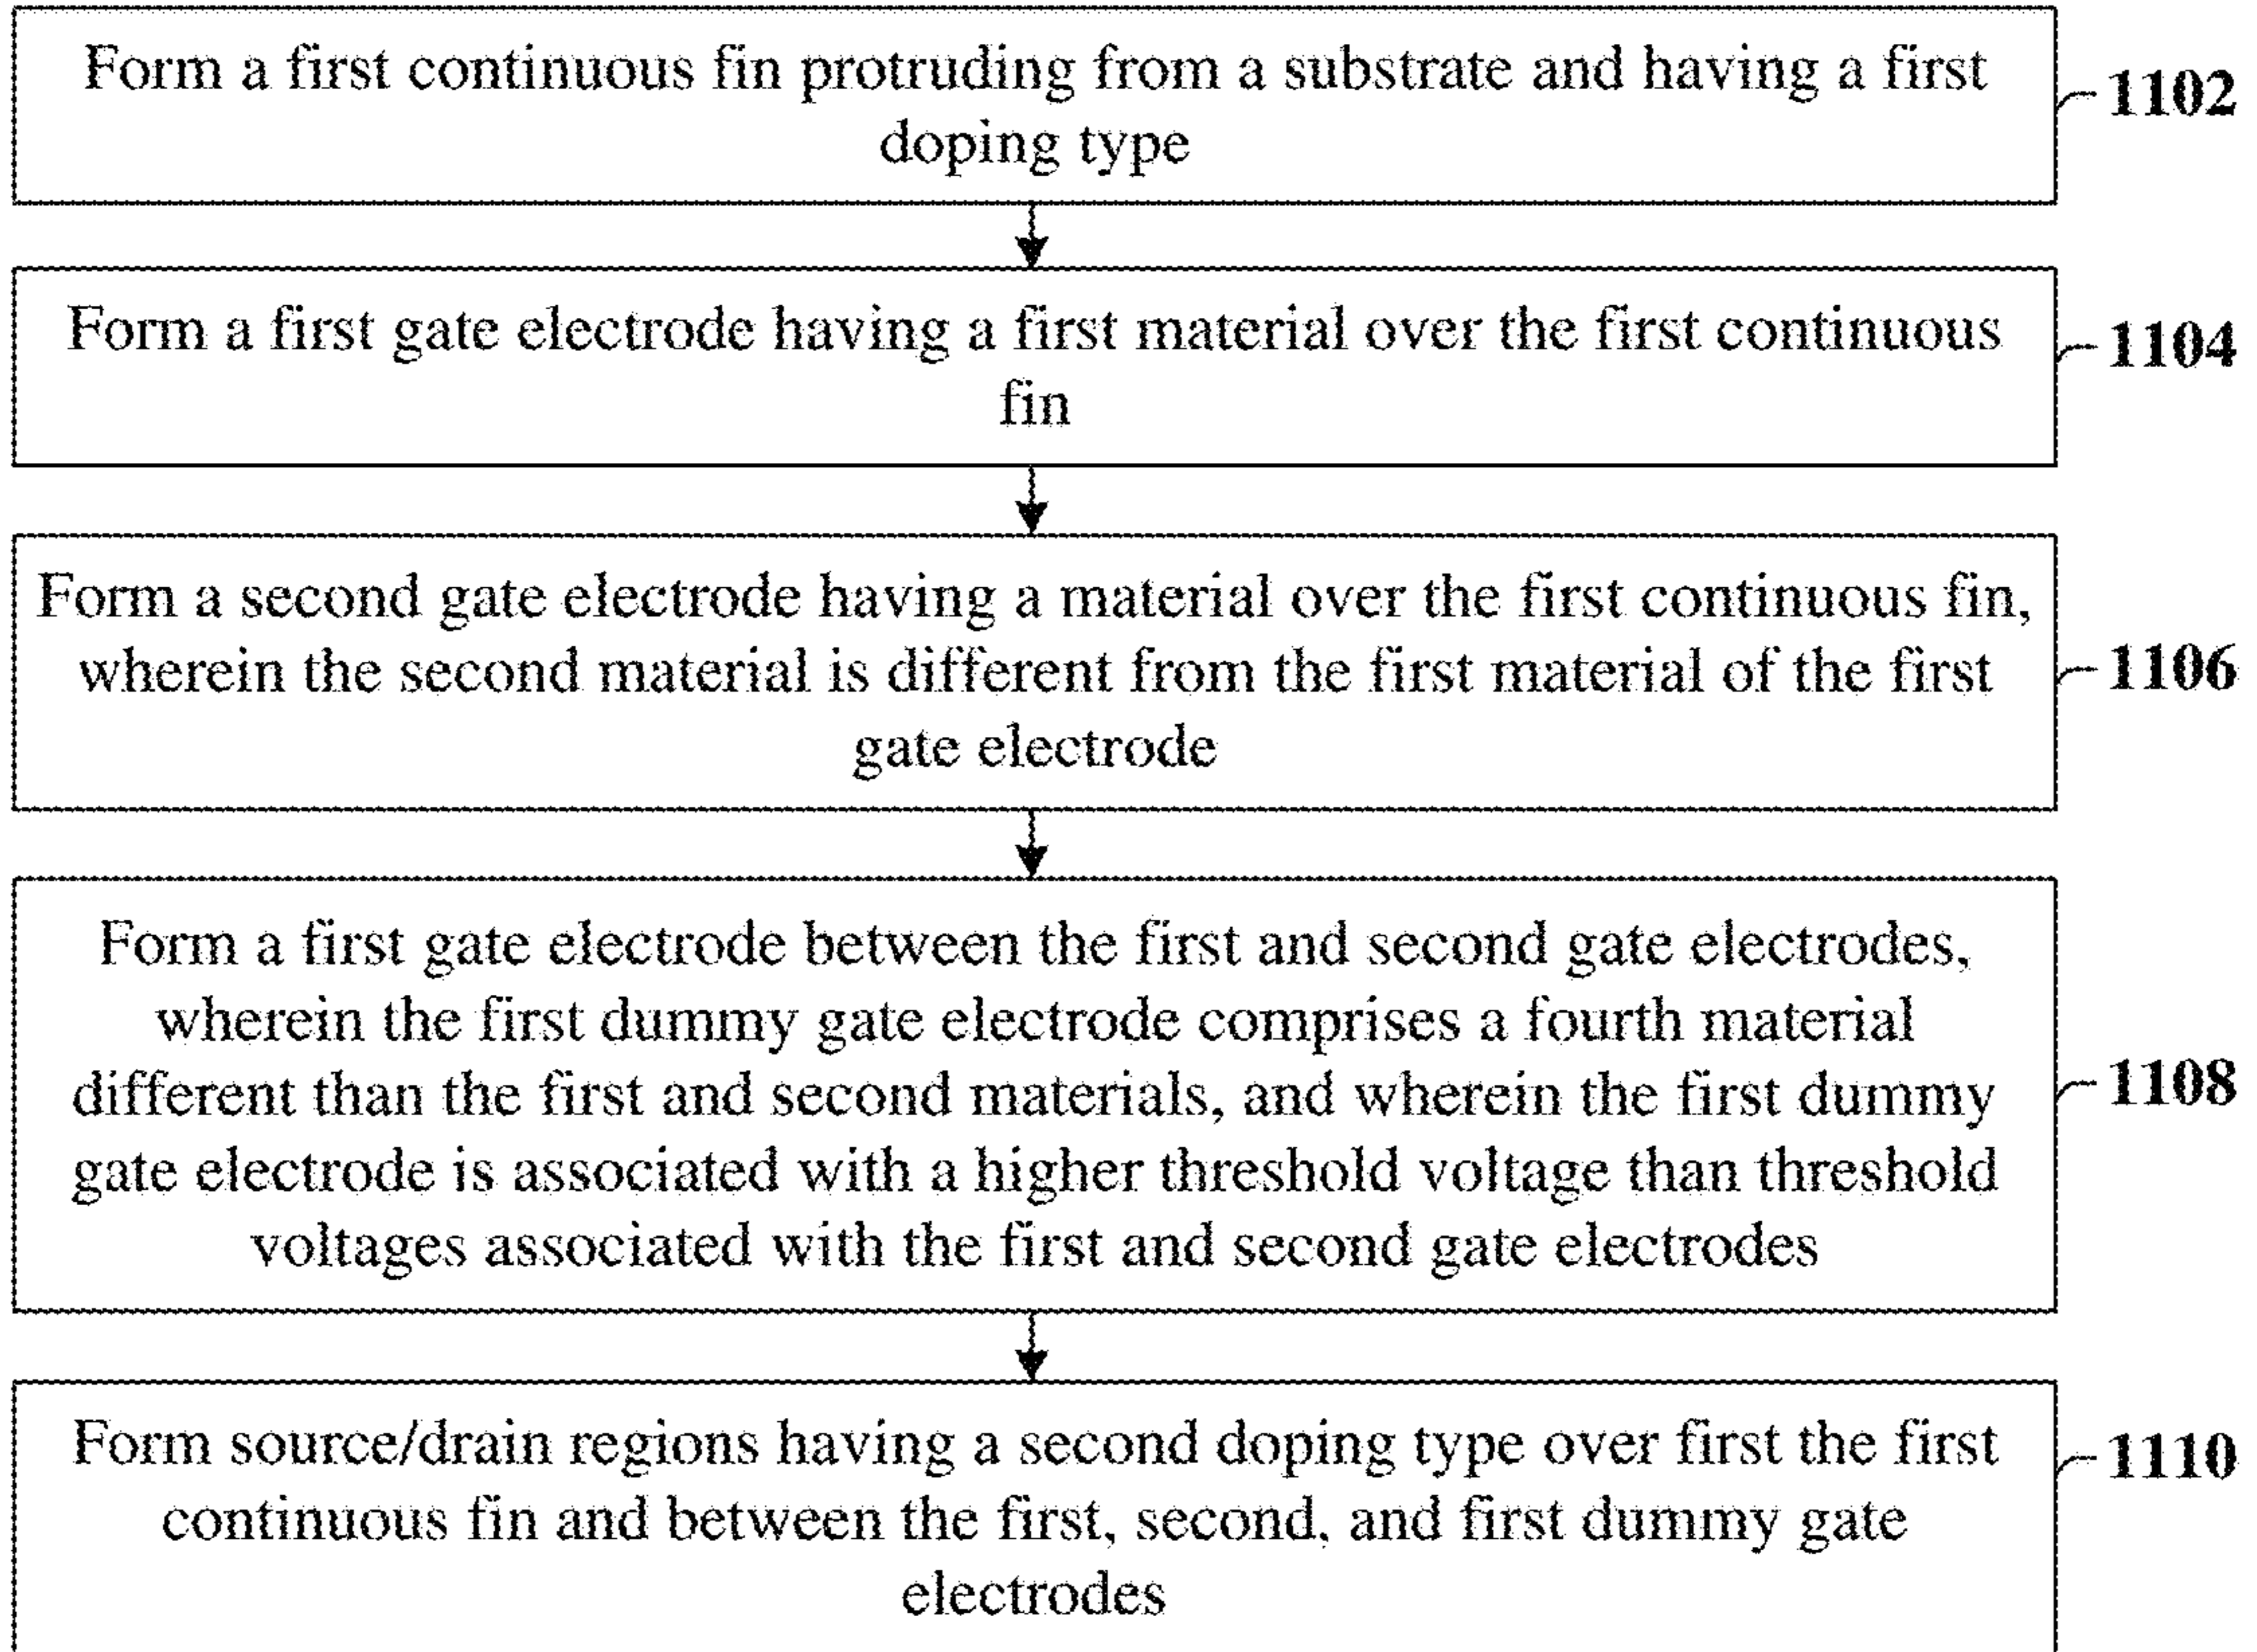 Form a first continuous fin protruding from a substrate and having a first
doping type
1102
Form a first gate electrode having a first material over the first continuous
fin
1104
Form a second gate electrode having a material over the first continuous fin,
wherein the second material is different from the first material of the first
gate electrode
1106
Form a first gate electrode between the first and second gate electrodes,
wherein the first dummy gate electrode comprises a fourth material
different than the first and second materials, and wherein the first dummy
gate electrode is associated with a higher threshold voltage than threshold
voltages associated with the first and second gate electrodes
1108
Form source/drain regions having a second doping type over first the first
continuous fin and between the first, second, and first dummy gate
electrodes
1110